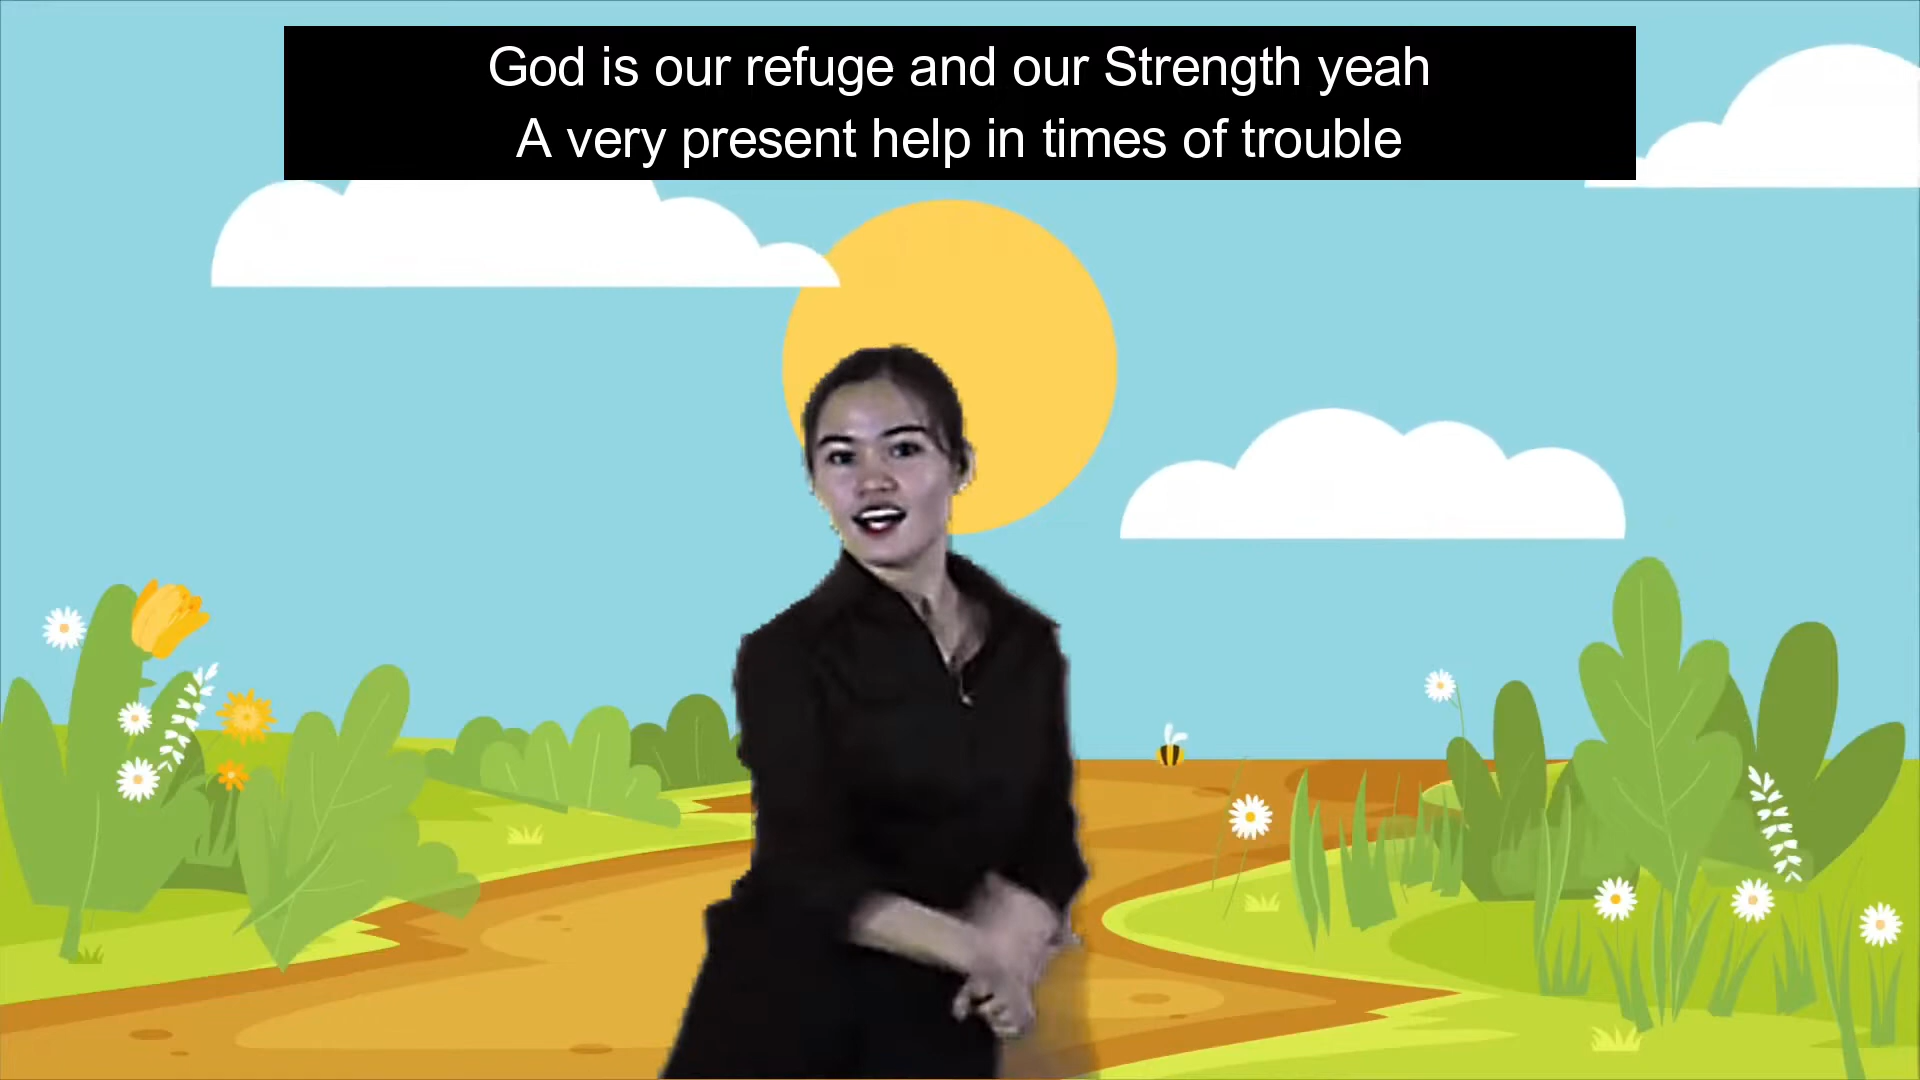 God is our refuge and our Strength yeah
A very present help in times of trouble